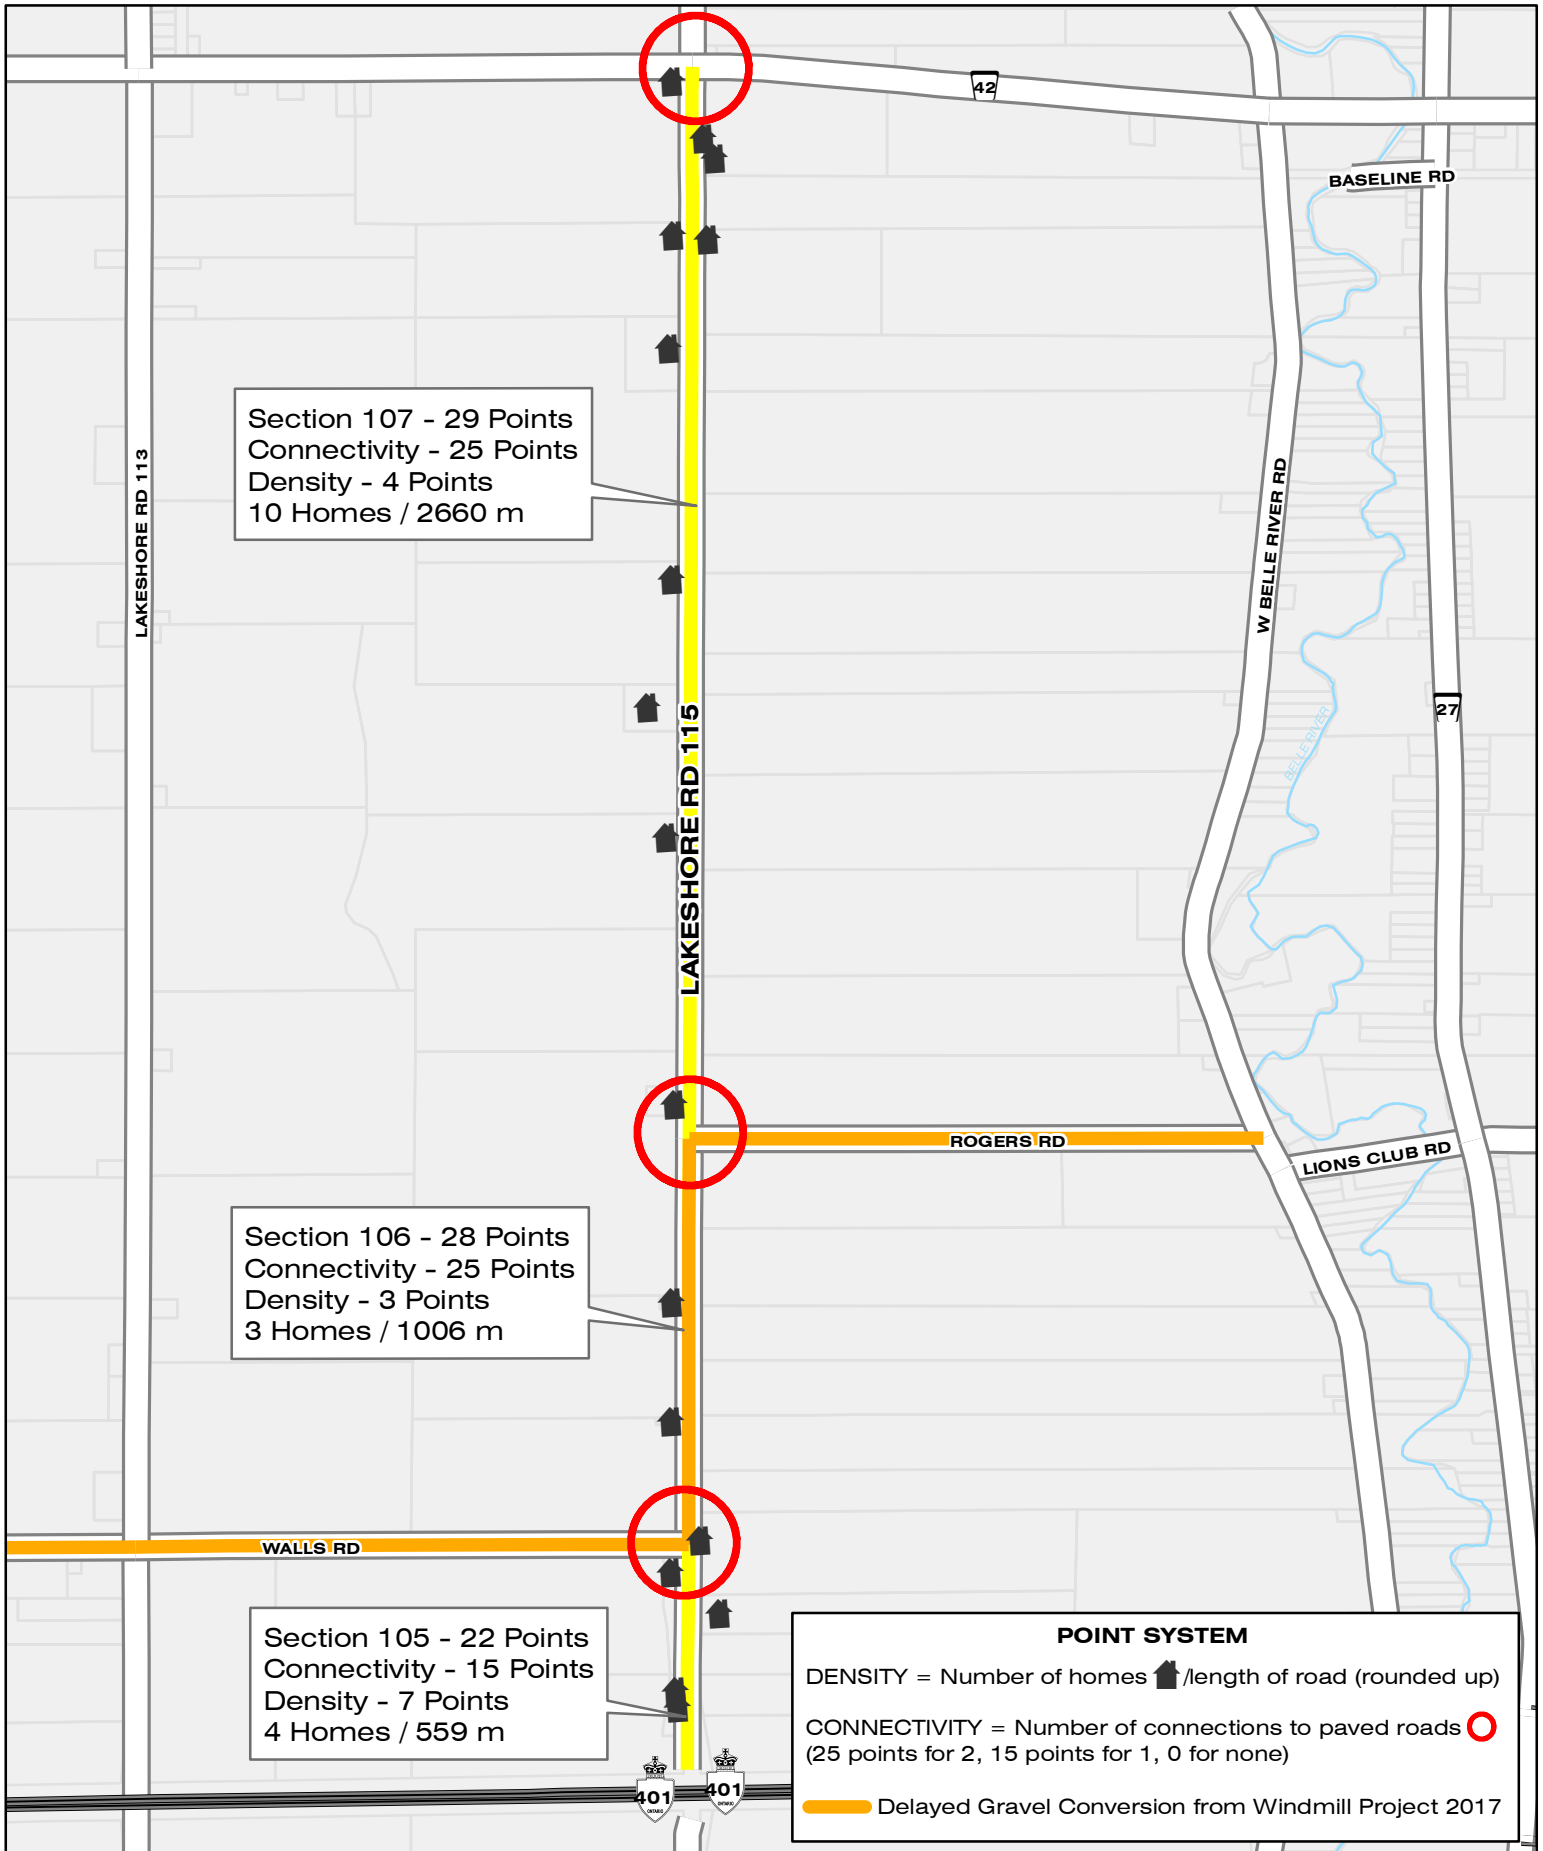 42
BASELINE RD
Section 107 - 29 Points
Connectivity - 25 Points
Density - 4 Points
10 Homes / 2660 m
LAKESHORE RD 113
W BELLE RIVER RD
LAKESHORE RD 115
27
BELLE RIVER
ROGERS RD
LIONS CLUB RD
Section 106 - 28 Points
Connectivity - 25 Points
Density - 3 Points
3 Homes / 1006 m
WALLS RD
Section 105 - 22 Points
Connectivity - 15 Points
Density - 7 Points
4 Homes / 559 m
401
ONTARIO
401
ONTARIO
POINT SYSTEM
DENSITY = Number of homes /length of road (rounded up)
CONNECTIVITY = Number of connections to paved roads
(25 points for 2, 15 points for 1, 0 for none)
Delayed Gravel Conversion from Windmill Project 2017